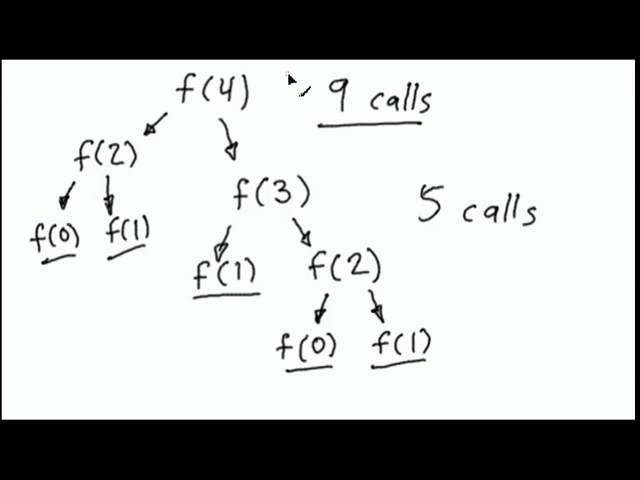 f(4) 9 calls
f(2)
f(3) 5 calls
f(0) f(1)
f(1) f(2)
f(0) f(1)